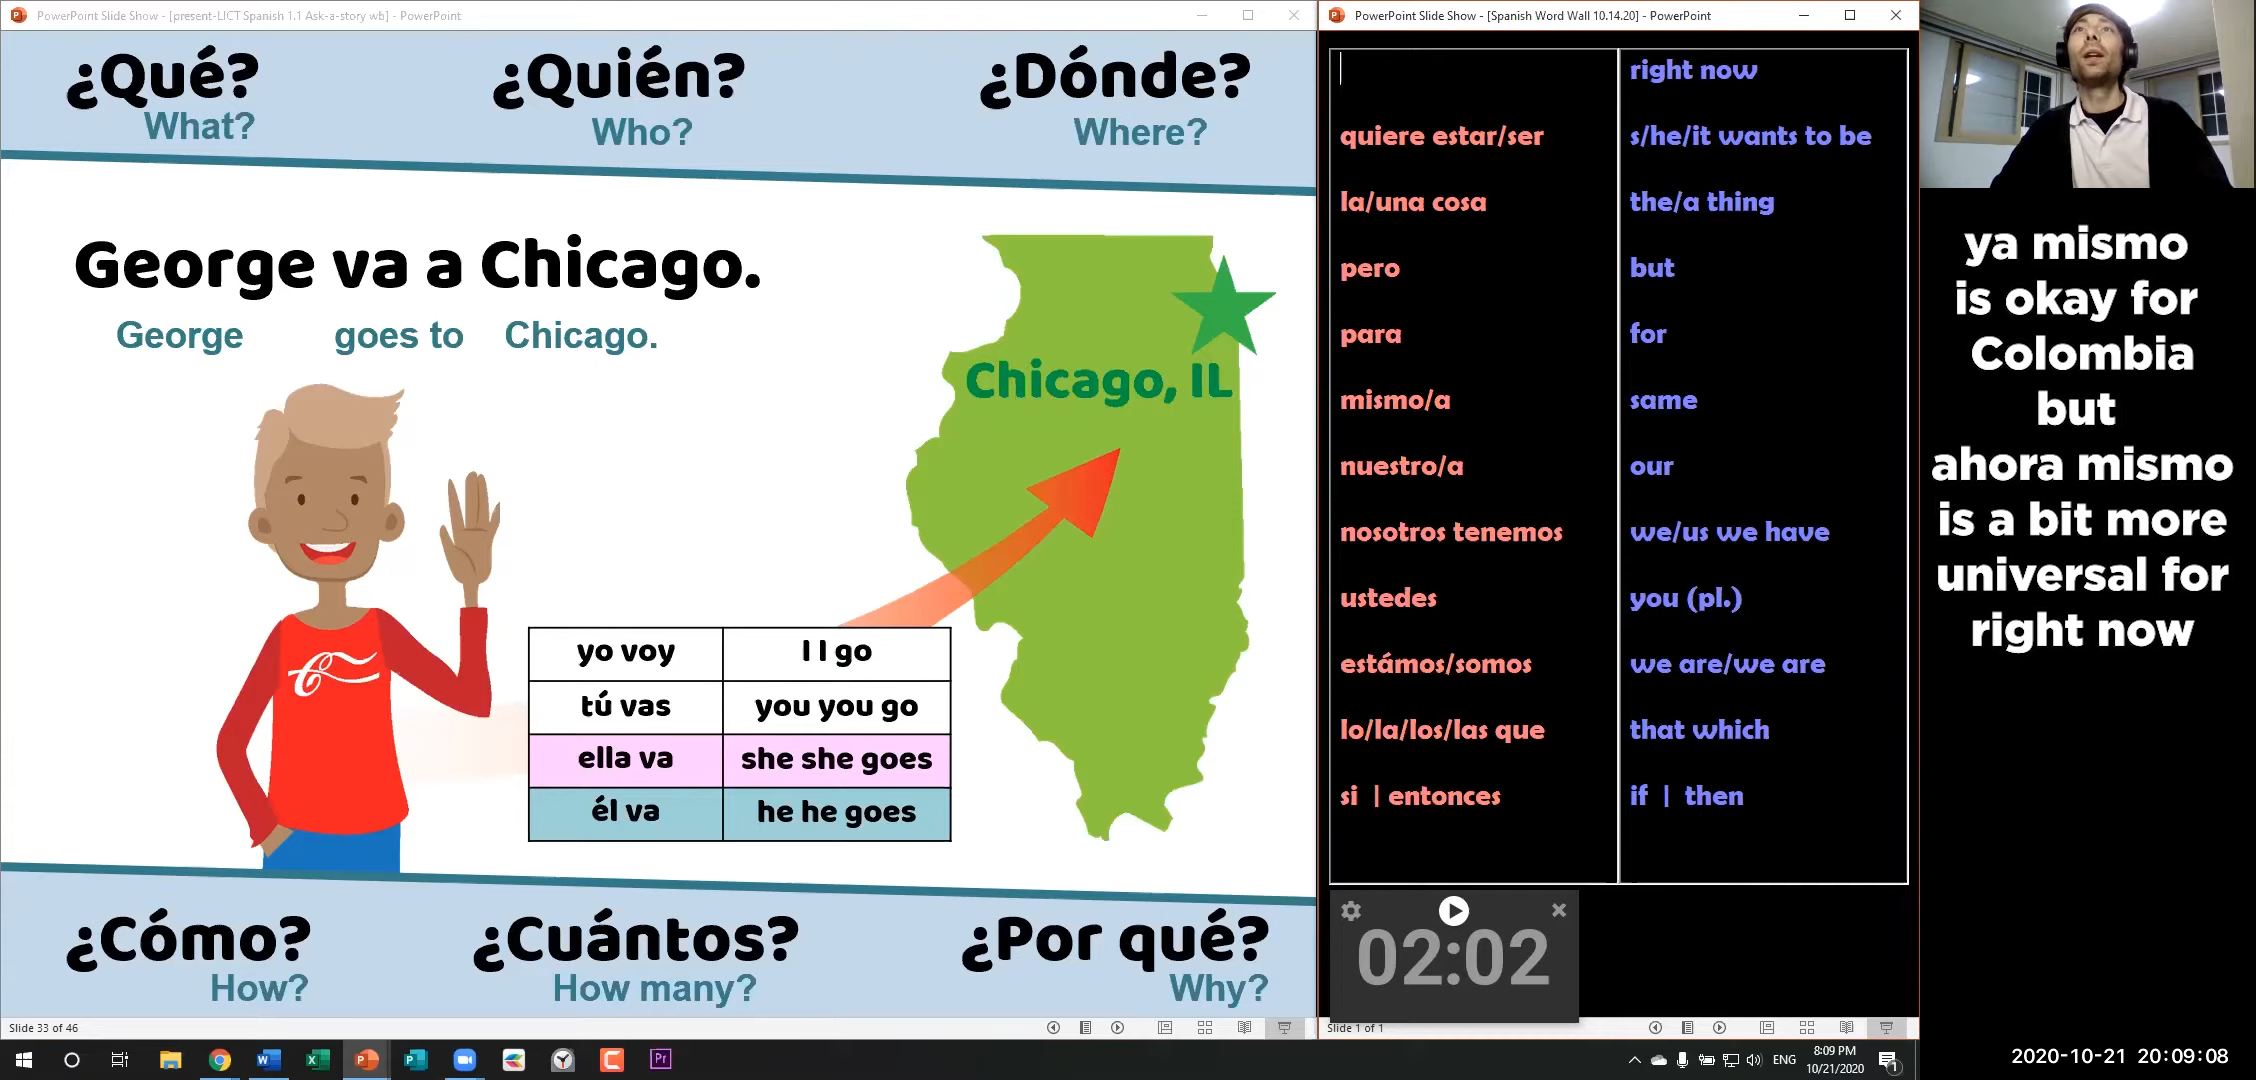 PowerPoint Slide Show - [present-LICT Spanish 1.1 Ask-a-story wb] - PowerPoint
¿Qué?
What?
¿Quién?
Who?
¿Dónde?
Where?
George va a Chicago.
George goes to Chicago.
Chicago, IL
yo voy I I go
tú vas you you go
ella va she she goes
él va he he goes
¿Cómo?
How?
¿Cuántos?
How many?
¿Por qué?
Why?
Slide 33 of 46
PowerPoint Slide Show - [Spanish Word Wall 10.14.20] - PowerPoint
right now
quiere estar/ser s/he/it wants to be
la/una cosa the/a thing
pero but
para for
mismo/a same
nuestro/a our
nosotros tenemos we/us we have
ustedes you (pl.)
estámos/somos we are/we are
lo/la/los/las que that which
si | entonces if | then
02:02
Slide 1 of 1
ya mismo
is okay for
Colombia
but
ahora mismo
is a bit more
universal for
right now
ENG
8:09 PM
10/21/2020
1
Pr
2020-10-21 20:09:08